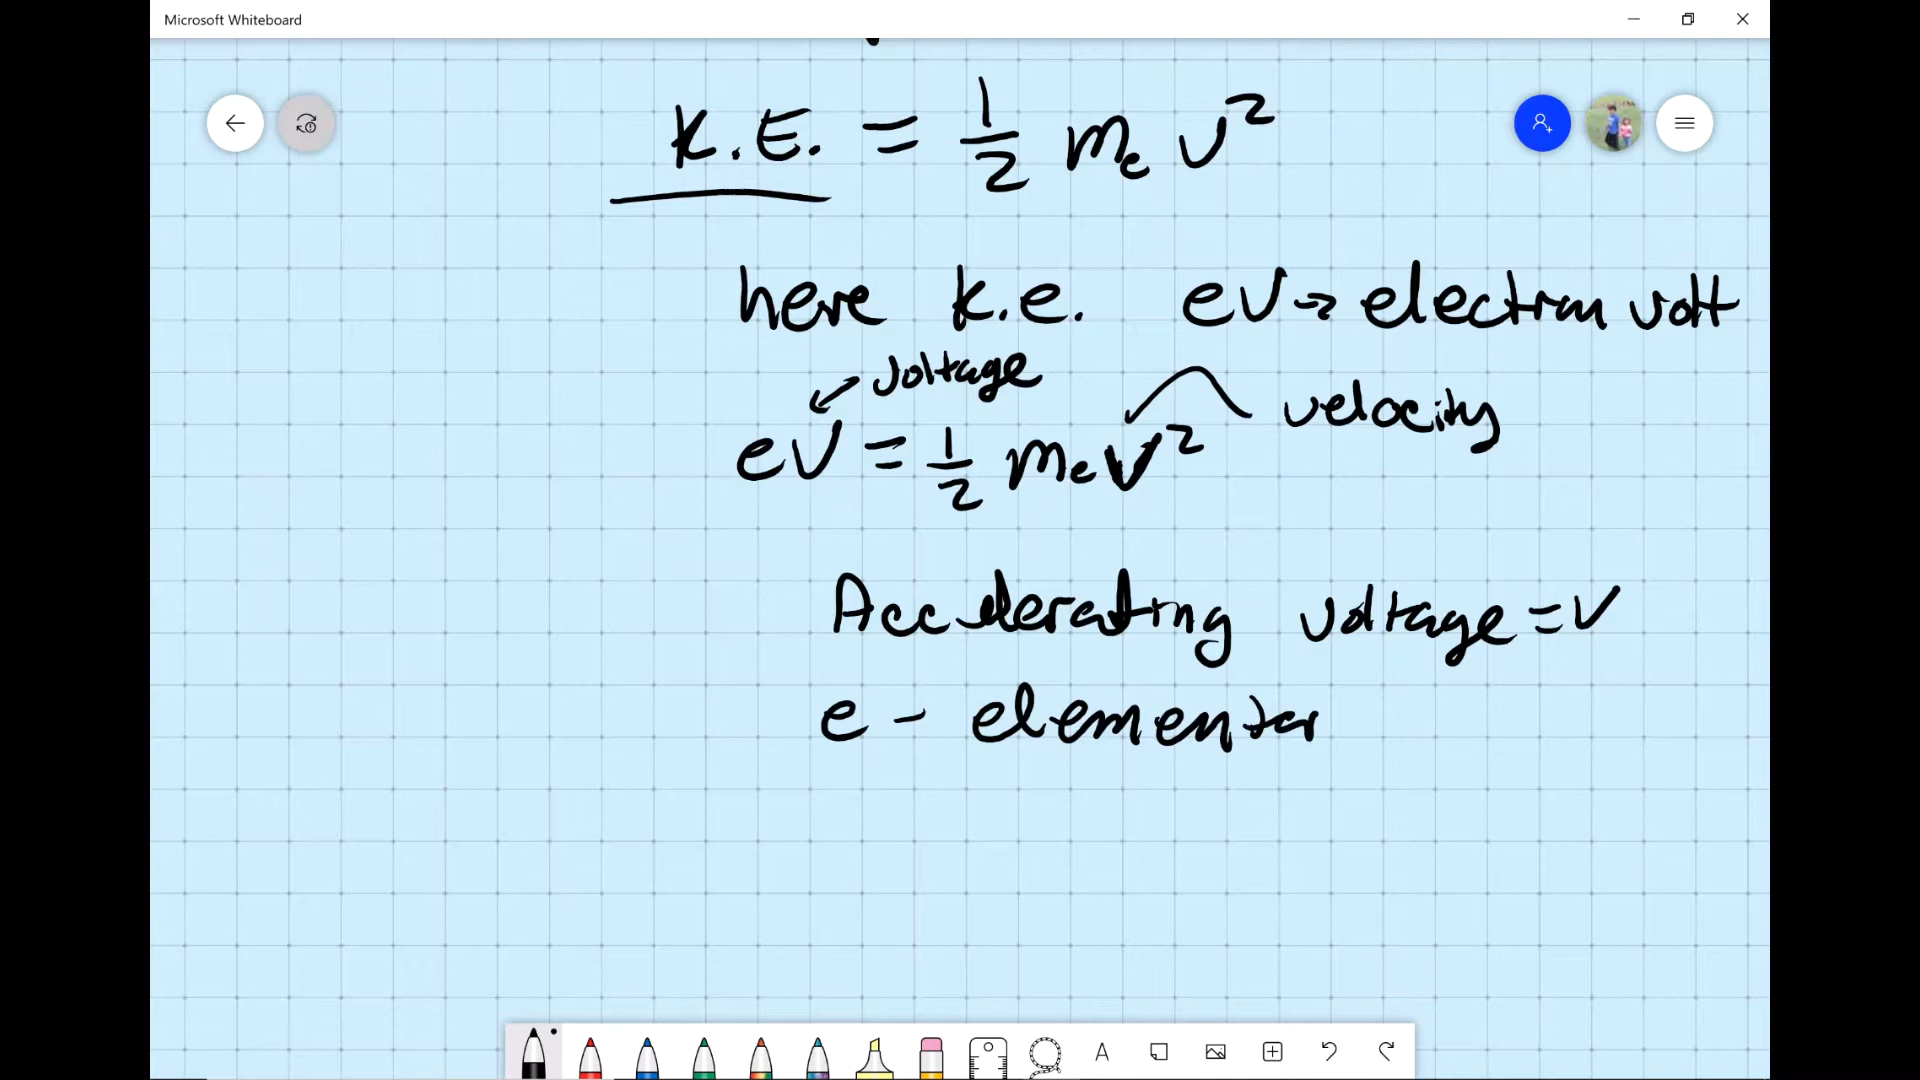 Microsoft Whiteboard
K.E. = 1/2 mₑ v²
here k.e. eV → electron volt
voltage
velocity
eV = 1/2 mₑ v²
Accelerating voltage = V
e - elementar
A